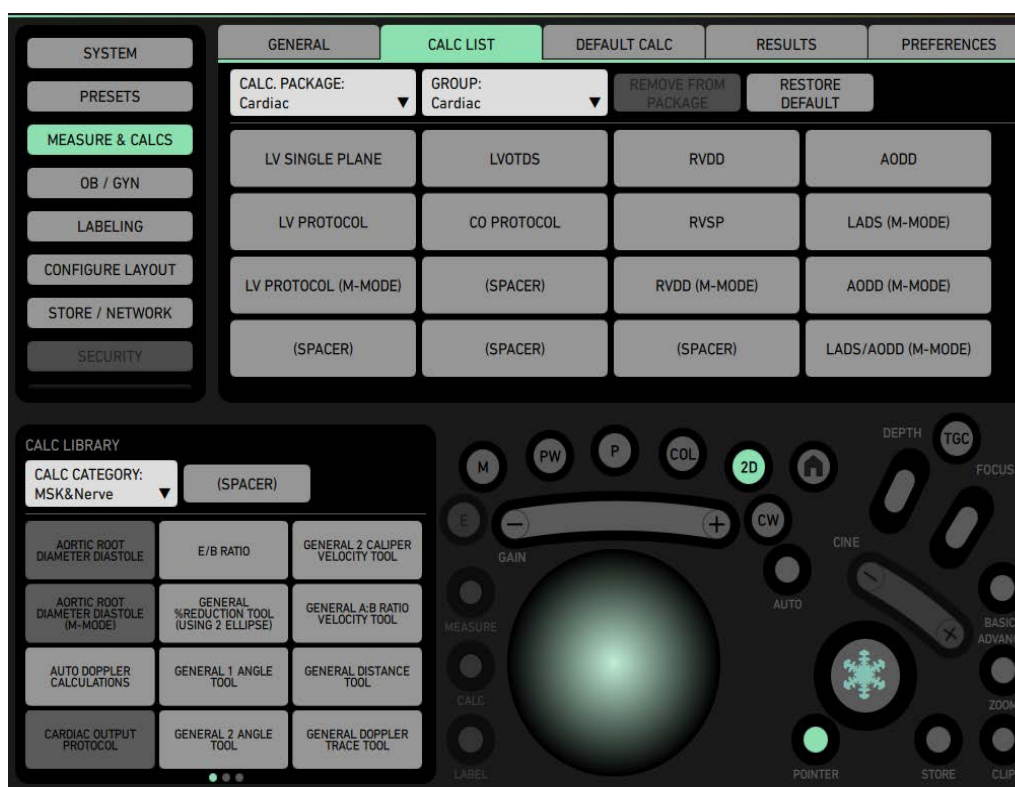 SYSTEM
PRESETS
MEASURE & CALCS
OB / GYN
LABELING
CONFIGURE LAYOUT
STORE / NETWORK
SECURITY
GENERAL
CALC LIST
DEFAULT CALC
RESULTS
PREFERENCES
CALC. PACKAGE:
Cardiac
GROUP:
Cardiac
REMOVE FROM
PACKAGE
RESTORE
DEFAULT
LV SINGLE PLANE
LVOTDS
RVDD
AODD
LV PROTOCOL
CO PROTOCOL
RVSP
LADS (M-MODE)
LV PROTOCOL (M-MODE)
(SPACER)
RVDD (M-MODE)
AODD (M-MODE)
(SPACER)
(SPACER)
(SPACER)
LADS/AODD (M-MODE)
CALC LIBRARY
CALC CATEGORY:
MSK&Nerve
(SPACER)
AORTIC ROOT
DIAMETER DIASTOLE
E/B RATIO
GENERAL 2 CALIPER
VELOCITY TOOL
AORTIC ROOT
DIAMETER DIASTOLE
(M-MODE)
GENERAL
%REDUCTION TOOL
(USING 2 ELLIPSE)
GENERAL A:B RATIO
VELOCITY TOOL
AUTO DOPPLER
CALCULATIONS
GENERAL 1 ANGLE
TOOL
GENERAL DISTANCE
TOOL
CARDIAC OUTPUT
PROTOCOL
GENERAL 2 ANGLE
TOOL
GENERAL DOPPLER
TRACE TOOL
M
PW
P
COL
2D
CW
E
GAIN
AUTO
MEASURE
CALC
LABEL
DEPTH
TGC
FOCUS
CINE
BASIC
ADVAN
ZOOM
POINTER
STORE
CLIP